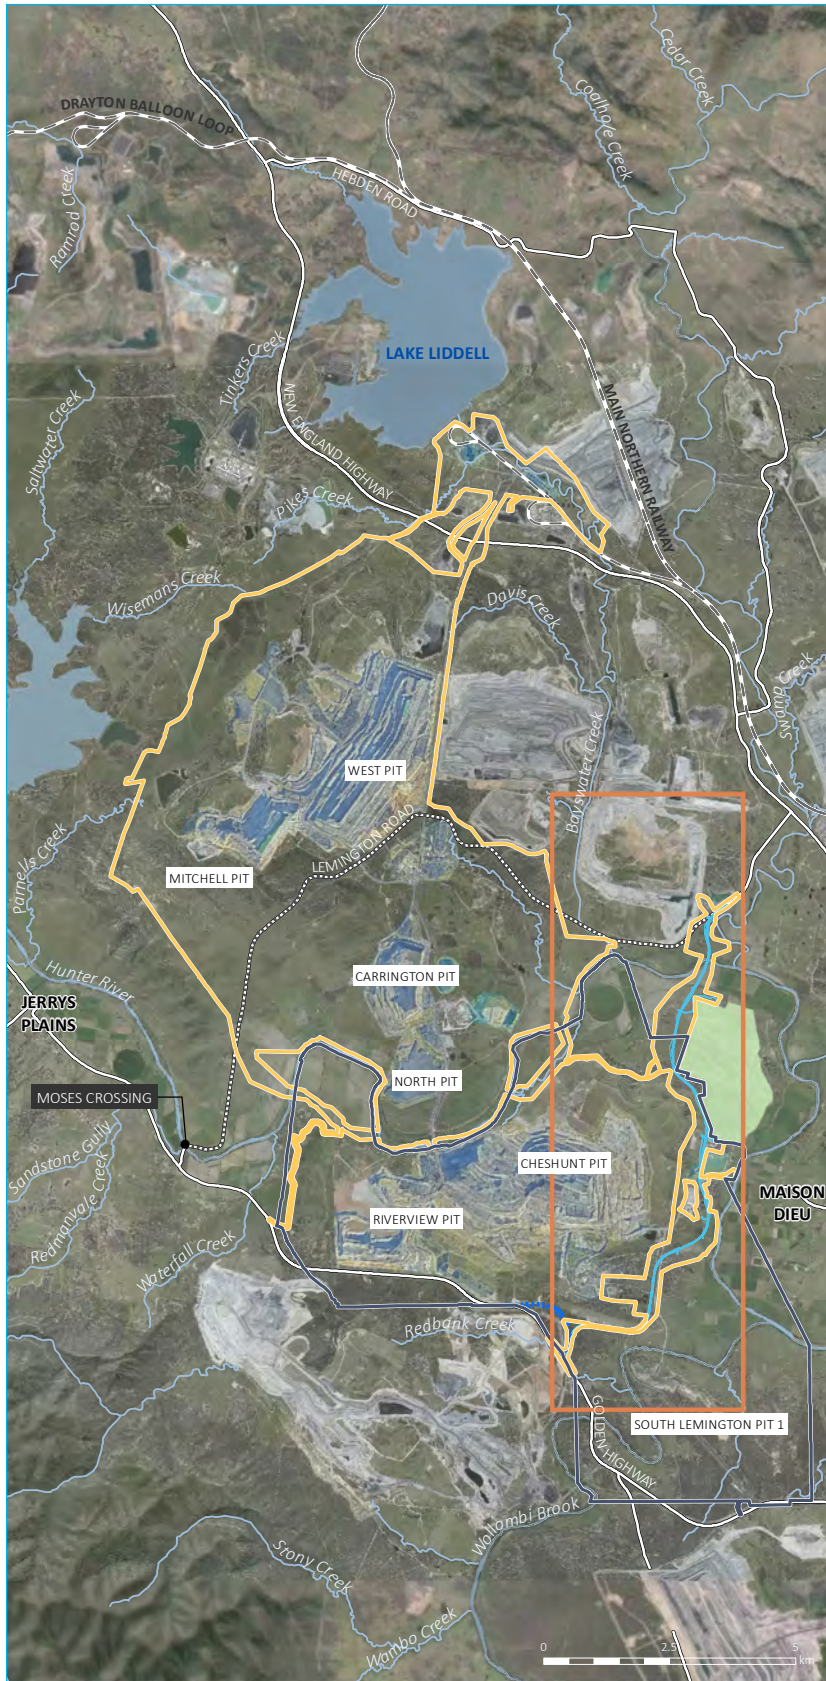 Cedar Creek
Coalhole Creek
DRAYTON BALLOON LOOP
HEBDEN ROAD
Ramrod Creek
LAKE LIDDELL
Tinkers Creek
NEW ENGLAND HIGHWAY
MAIN NORTHERN RAILWAY
Saltwater Creek
Pikes Creek
Wisemans Creek
Davis Creek
Swamp Creek
Bayswater Creek
WEST PIT
LEMINGTON ROAD
MITCHELL PIT
Parnells Creek
Hunter River
CARRINGTON PIT
JERRYS
PLAINS
NORTH PIT
MOSES CROSSING
Sandstone Gully
Redmanvale Creek
CHESHUNT PIT
MAISON
DIEU
RIVERVIEW PIT
Waterfall Creek
Redbank Creek
GOLDEN HIGHWAY
SOUTH LEMINGTON PIT 1
Wollombi Brook
Stony Creek
Wambo Creek
0 2.5 5
km